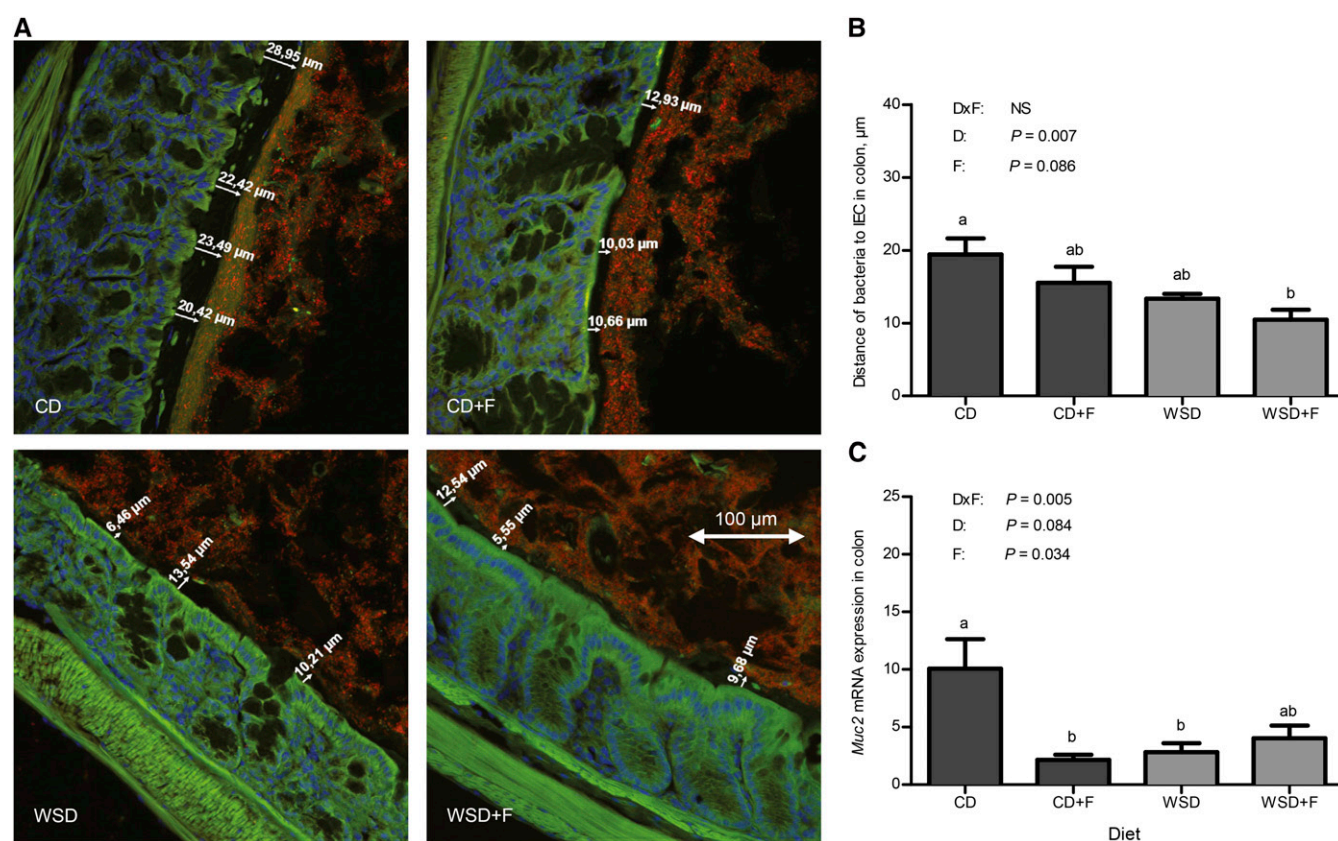 A
28,95 µm
22,42 µm
23,49 µm
20,42 µm
CD
12,93 µm
10,03 µm
10,66 µm
CD+F
6,46 µm
13,54 µm
10,21 µm
WSD
12,54 µm
5,55 µm
100 µm
9,68 µm
WSD+F
B
Distance of bacteria to IEC in colon, µm
40
30
20
10
0
DxF: NS
D: P = 0.007
F: P = 0.086
a
ab
ab
b
CD CD+F WSD WSD+F
C
Muc2 mRNA expression in colon
25
20
15
10
5
0
DxF: P = 0.005
D: P = 0.084
F: P = 0.034
a
b
b
ab
CD CD+F WSD WSD+F
Diet